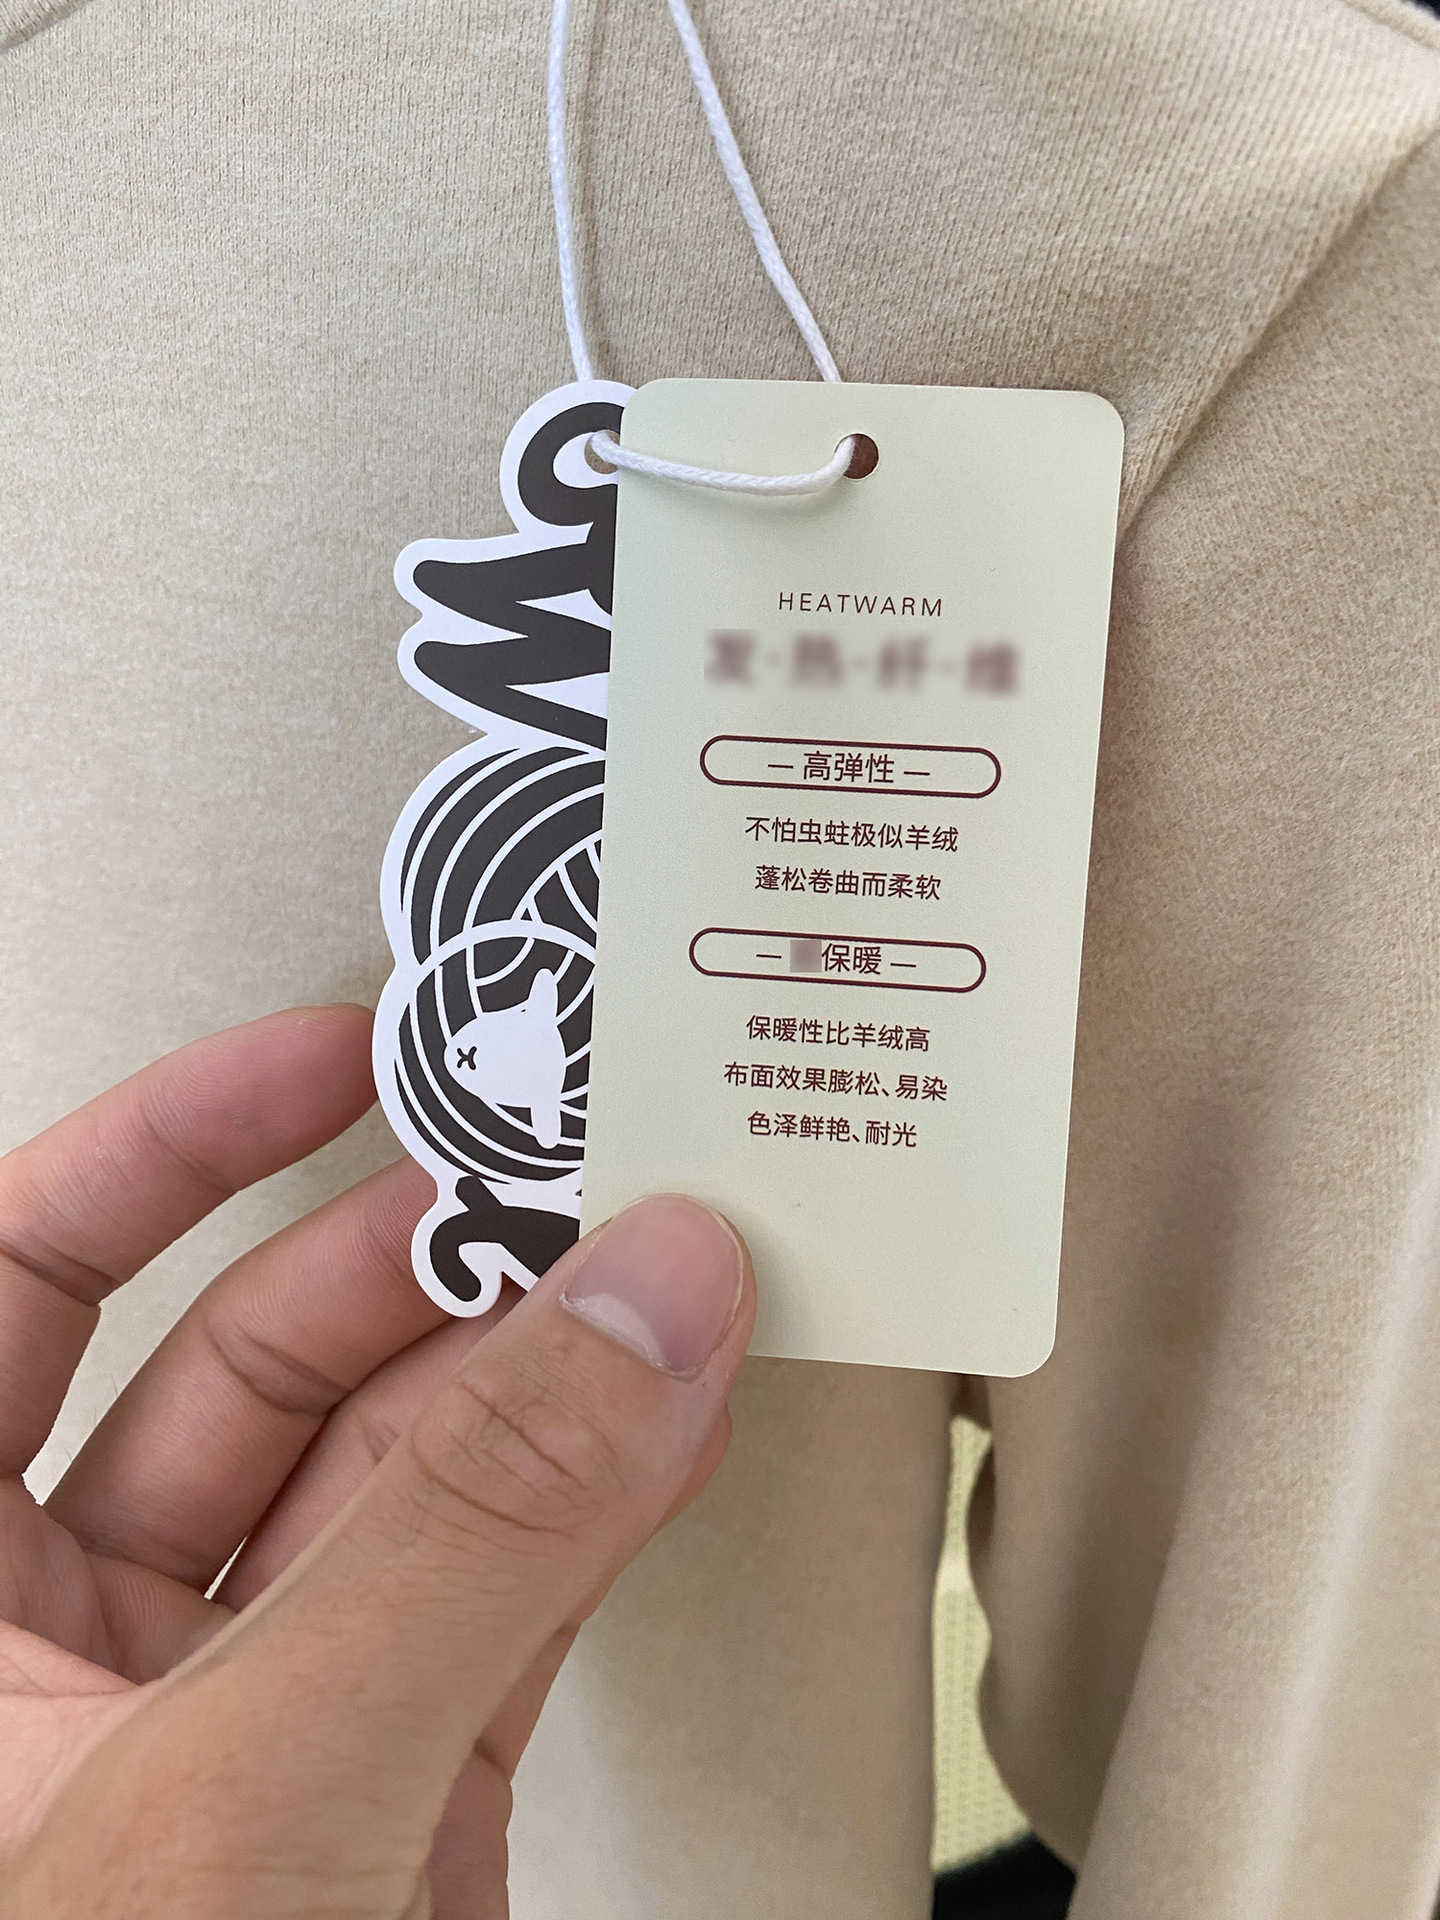 HEATWARM
— 高弹性 —
不怕虫蛀极似羊绒
蓬松卷曲而柔软
— 保暖 —
保暖性比羊绒高
布面效果膨松、易染
色泽鲜艳、耐光